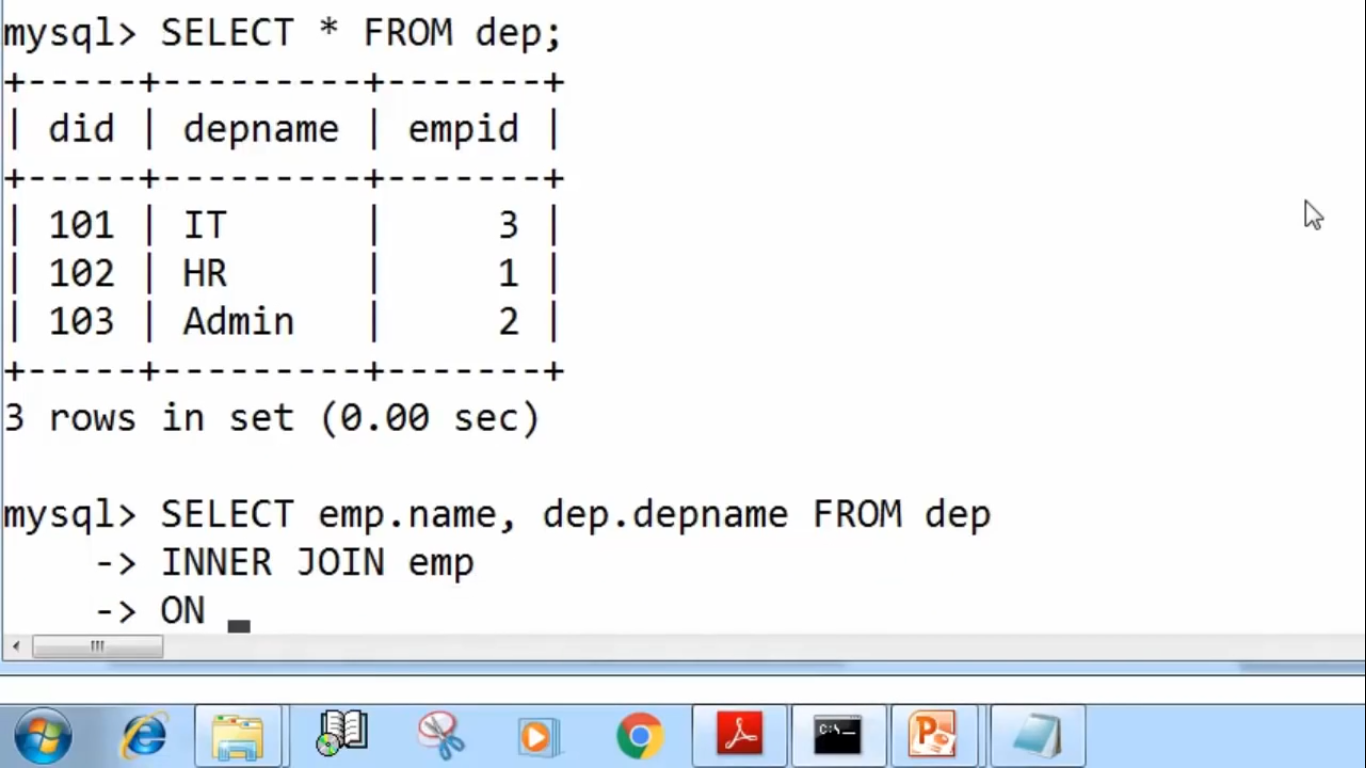 mysql> SELECT * FROM dep;
+-----+---------+-------+
| did | depname | empid |
+-----+---------+-------+
| 101 | IT      |     3 |
| 102 | HR      |     1 |
| 103 | Admin   |     2 |
+-----+---------+-------+
3 rows in set (0.00 sec)
mysql> SELECT emp.name, dep.depname FROM dep
    -> INNER JOIN emp
    -> ON _